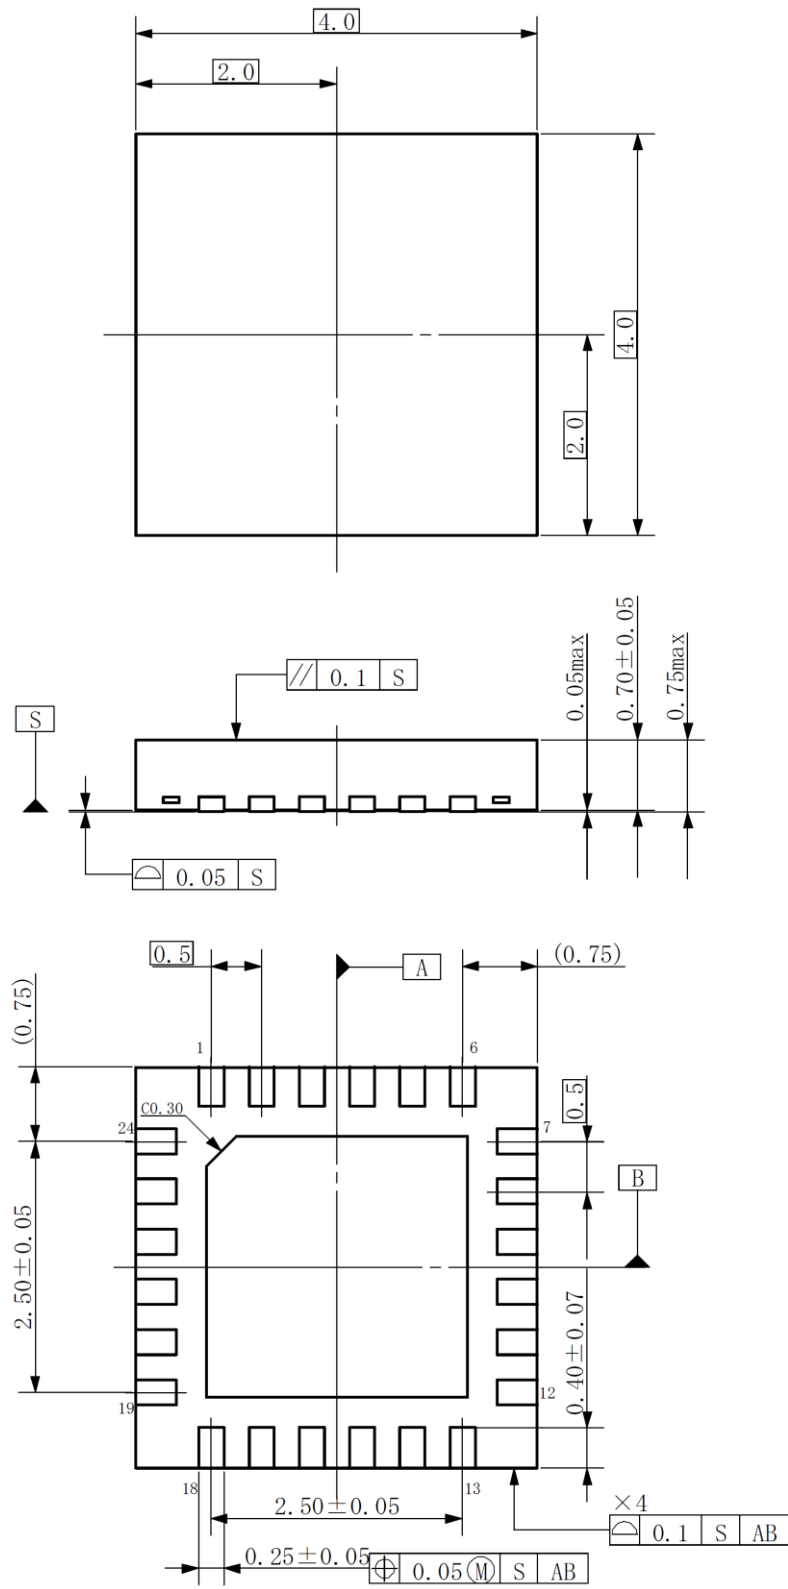 4.0
2.0
4.0
2.0
0.05max
0.70±0.05
0.75max
// 0.1 S
S
⌓ 0.05 S
0.5
A
(0.75)
(0.75)
1
6
C0.30
24
7
0.5
B
2.50±0.05
0.40±0.07
19
12
18
13
2.50±0.05
×4
⌓ 0.1 S AB
0.25±0.05
⌖ 0.05 Ⓜ S AB